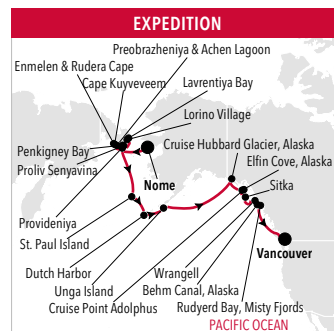 EXPEDITION
Preobrazheniya & Achen Lagoon
Enmelen & Rudera Cape
Cape Kuyveveem
Lavrentiya Bay
Lorino Village
Penkigney Bay
Proliv Senyavina
Cruise Hubbard Glacier, Alaska
Elfin Cove, Alaska
Sitka
Nome
Provideniya
St. Paul Island
Vancouver
Dutch Harbor
Wrangell
Unga Island
Behm Canal, Alaska
Cruise Point Adolphus
Rudyerd Bay, Misty Fjords
PACIFIC OCEAN